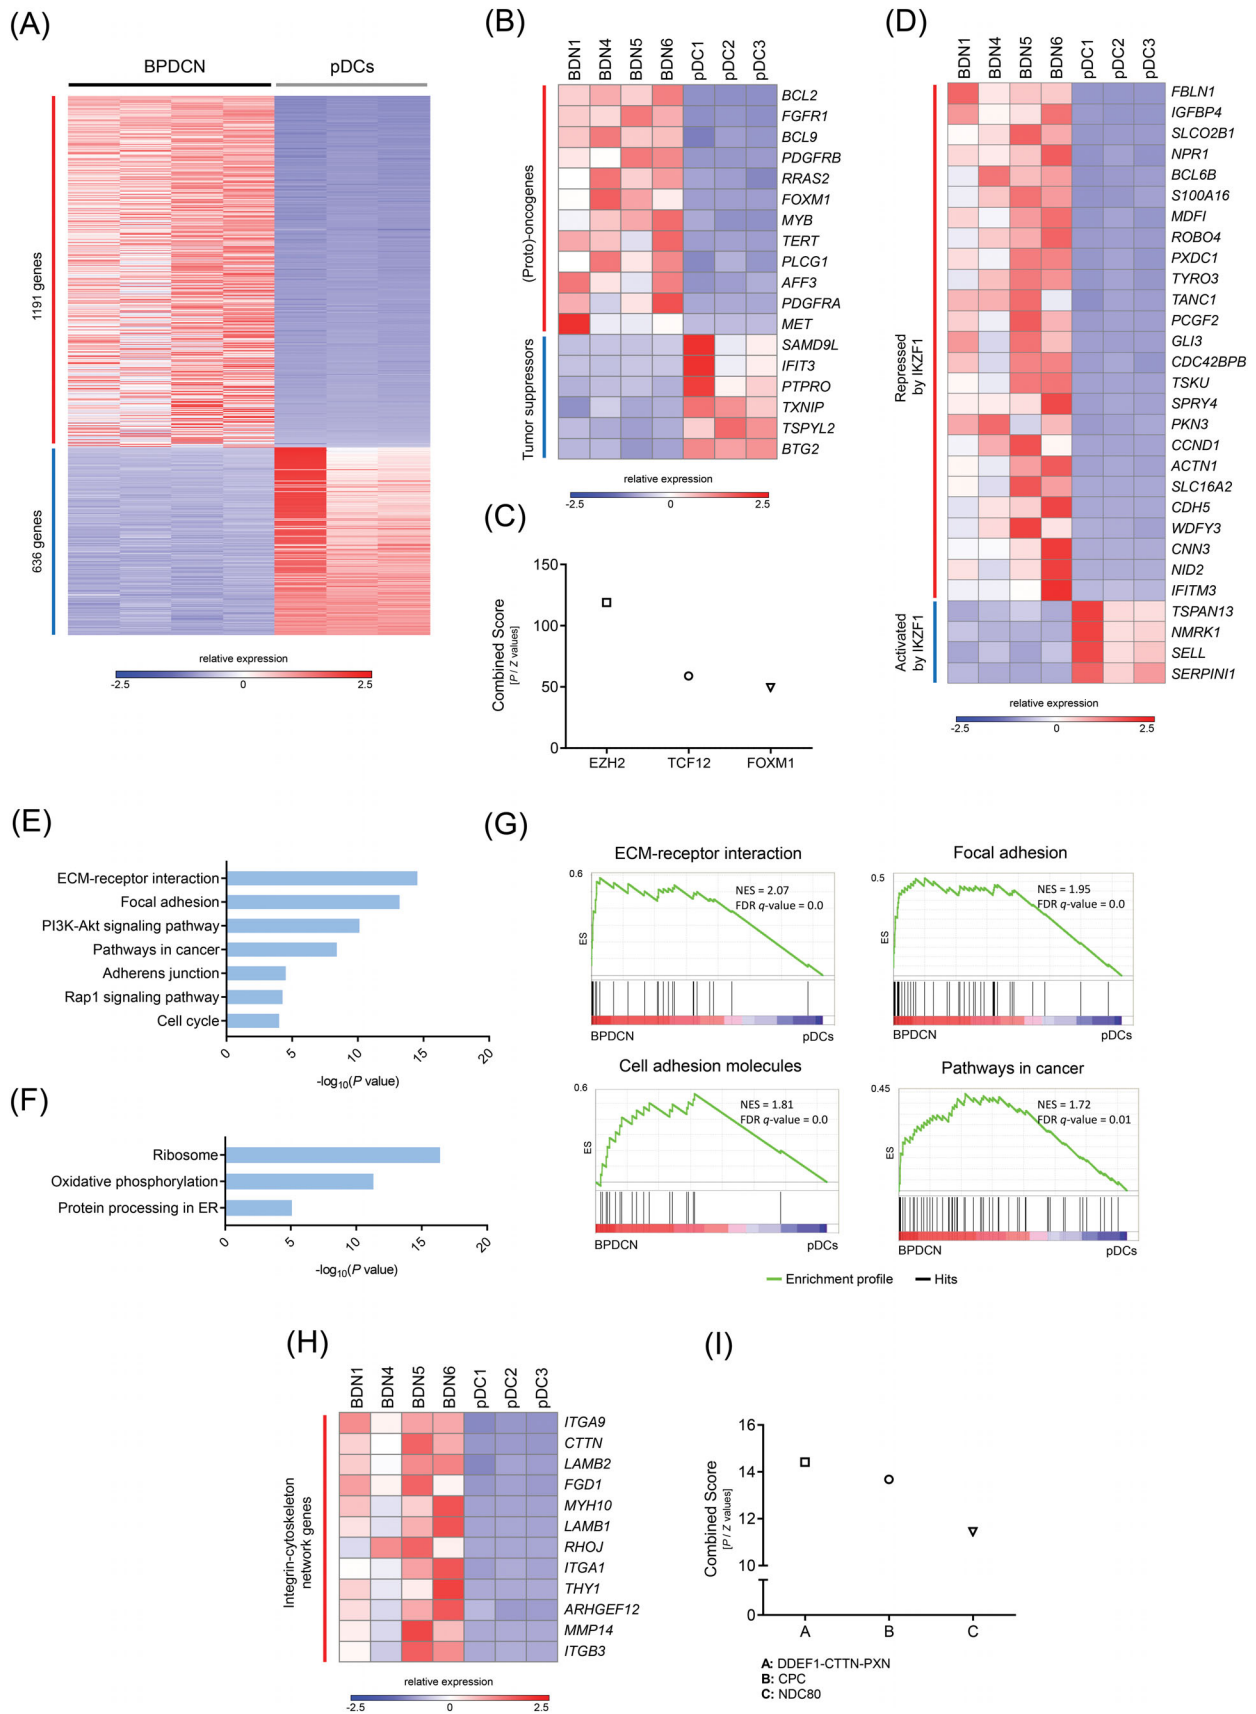 (A)
BPDCN pDCs
1191 genes
636 genes
relative expression
-2.5 0 2.5
(B)
BDN1 BDN4 BDN5 BDN6 pDC1 pDC2 pDC3
(Proto)-oncogenes
BCL2
FGFR1
BCL9
PDGFRB
RRAS2
FOXM1
MYB
TERT
PLCG1
AFF3
PDGFRA
MET
Tumor suppressors
SAMD9L
IFIT3
PTPRO
TXNIP
TSPYL2
BTG2
relative expression
-2.5 0 2.5
(C)
Combined Score
[P / Z values]
150
100
50
0
EZH2 TCF12 FOXM1
(D)
BDN1 BDN4 BDN5 BDN6 pDC1 pDC2 pDC3
Repressed
by IKZF1
FBLN1
IGFBP4
SLCO2B1
NPR1
BCL6B
S100A16
MDFI
ROBO4
PXDC1
TYRO3
TANC1
PCGF2
GLI3
CDC42BPB
TSKU
SPRY4
PKN3
CCND1
ACTN1
SLC16A2
CDH5
WDFY3
CNN3
NID2
IFITM3
Activated
by IKZF1
TSPAN13
NMRK1
SELL
SERPINI1
relative expression
-2.5 0 2.5
(E)
ECM-receptor interaction
Focal adhesion
PI3K-Akt signaling pathway
Pathways in cancer
Adherens junction
Rap1 signaling pathway
Cell cycle
0 5 10 15 20
-log10(P value)
(F)
Ribosome
Oxidative phosphorylation
Protein processing in ER
0 5 10 15 20
-log10(P value)
(G)
ECM-receptor interaction
0.6
ES
NES = 2.07
FDR q-value = 0.0
BPDCN pDCs
Focal adhesion
0.5
ES
NES = 1.95
FDR q-value = 0.0
BPDCN pDCs
Cell adhesion molecules
0.6
ES
NES = 1.81
FDR q-value = 0.0
BPDCN pDCs
Pathways in cancer
0.45
ES
NES = 1.72
FDR q-value = 0.01
BPDCN pDCs
Enrichment profile Hits
(H)
BDN1 BDN4 BDN5 BDN6 pDC1 pDC2 pDC3
Integrin-cytoskeleton
network genes
ITGA9
CTTN
LAMB2
FGD1
MYH10
LAMB1
RHOJ
ITGA1
THY1
ARHGEF12
MMP14
ITGB3
relative expression
-2.5 0 2.5
(I)
Combined Score
[P / Z values]
16
14
12
10
0
A B C
A: DDEF1-CTTN-PXN
B: CPC
C: NDC80